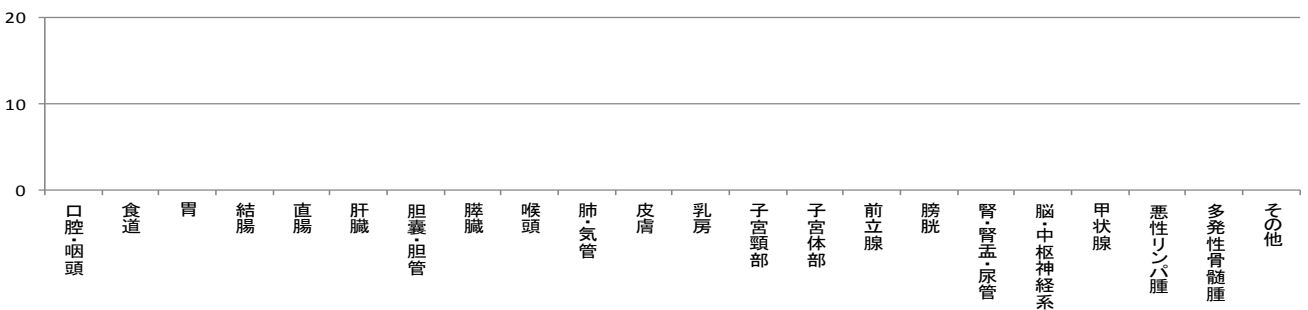 20
10
0
口腔・咽頭
食道
胃
結腸
直腸
肝臓
胆嚢・胆管
膵臓
喉頭
肺・気管
皮膚
乳房
子宮頸部
子宮体部
前立腺
膀胱
腎・腎盂・尿管
脳・中枢神経系
甲状腺
悪性リンパ腫
多発性骨髄腫
その他